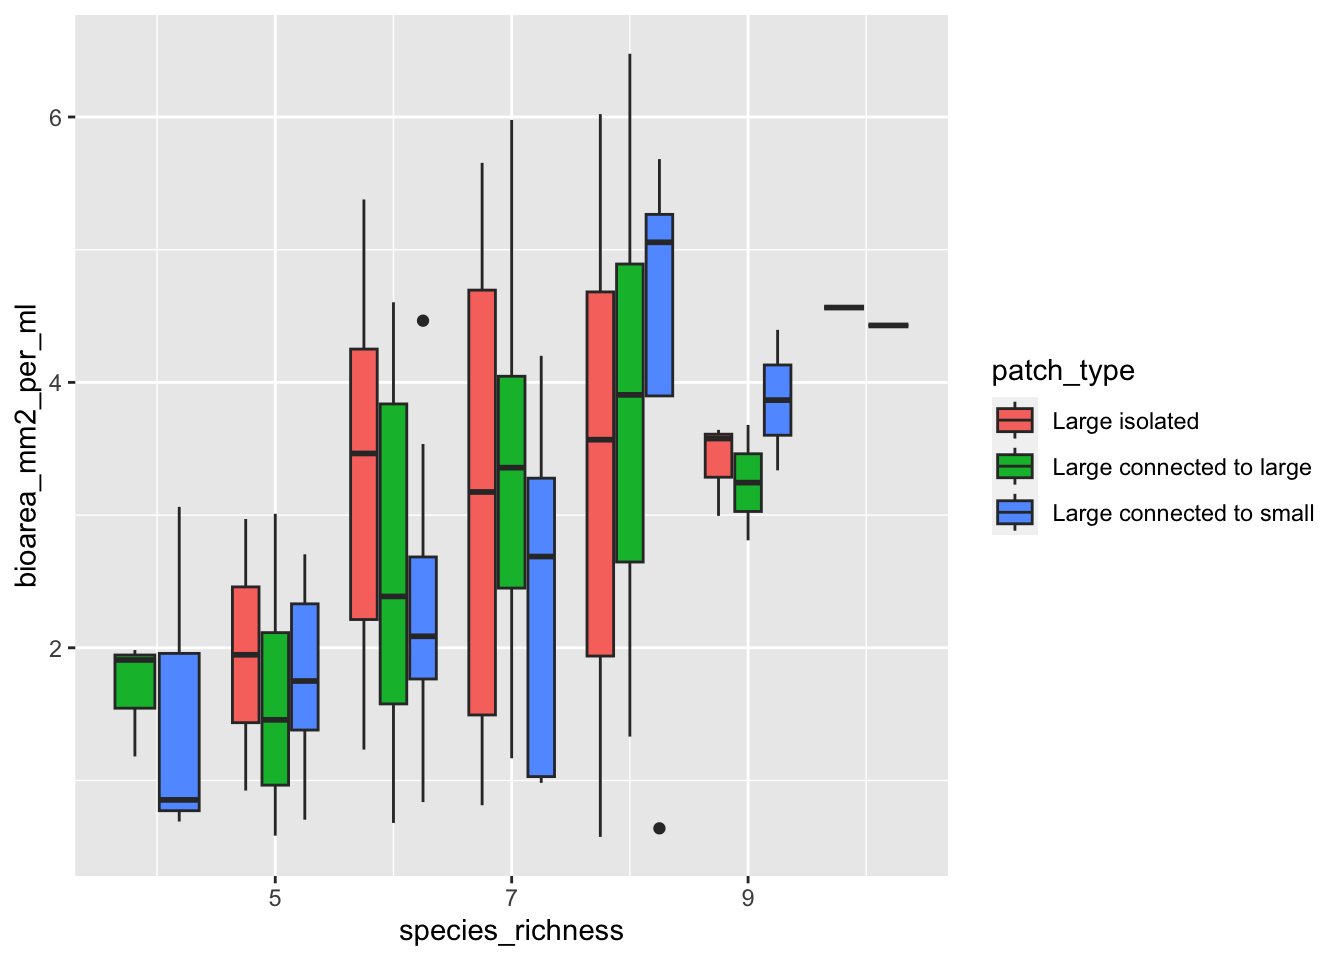 6
4
2
bioarea_mm2_per_ml
5 7 9
species_richness
patch_type
Large isolated
Large connected to large
Large connected to small